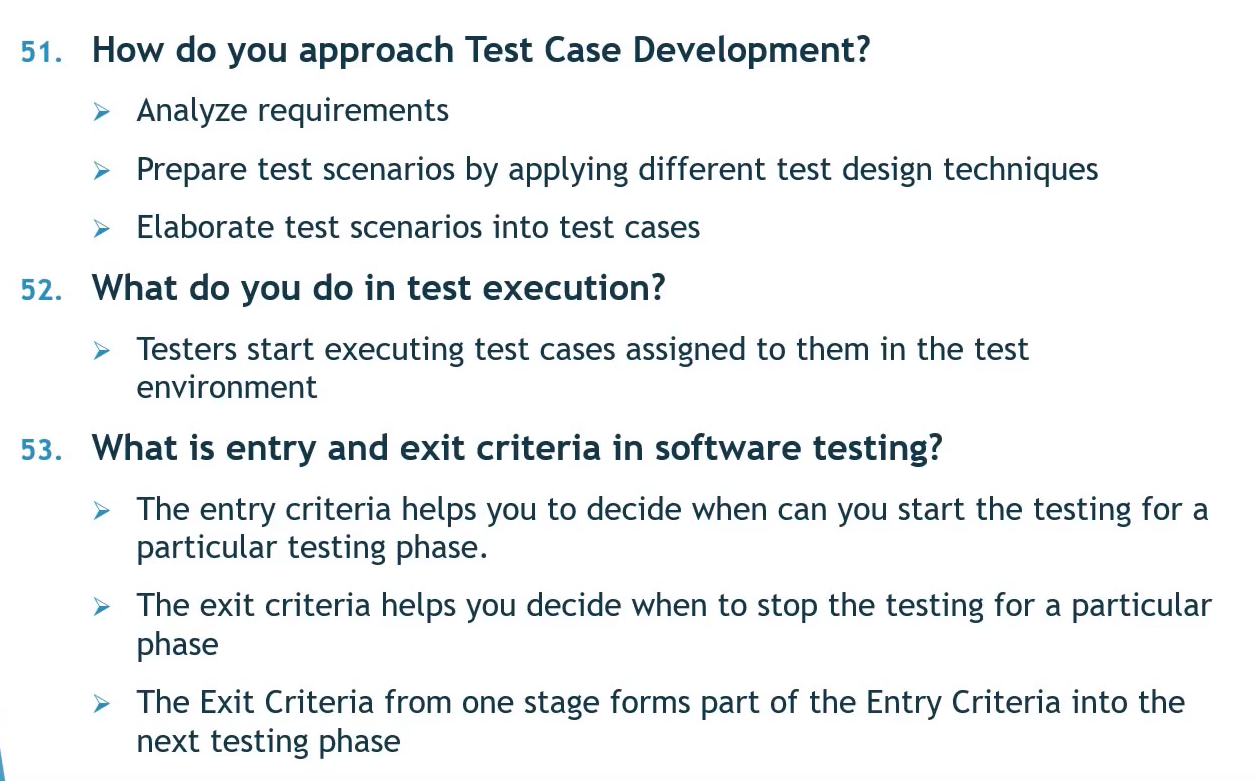 51. How do you approach Test Case Development?
➢ Analyze requirements
➢ Prepare test scenarios by applying different test design techniques
➢ Elaborate test scenarios into test cases
52. What do you do in test execution?
➢ Testers start executing test cases assigned to them in the test
environment
53. What is entry and exit criteria in software testing?
➢ The entry criteria helps you to decide when can you start the testing for a
particular testing phase.
➢ The exit criteria helps you decide when to stop the testing for a particular
phase
➢ The Exit Criteria from one stage forms part of the Entry Criteria into the
next testing phase